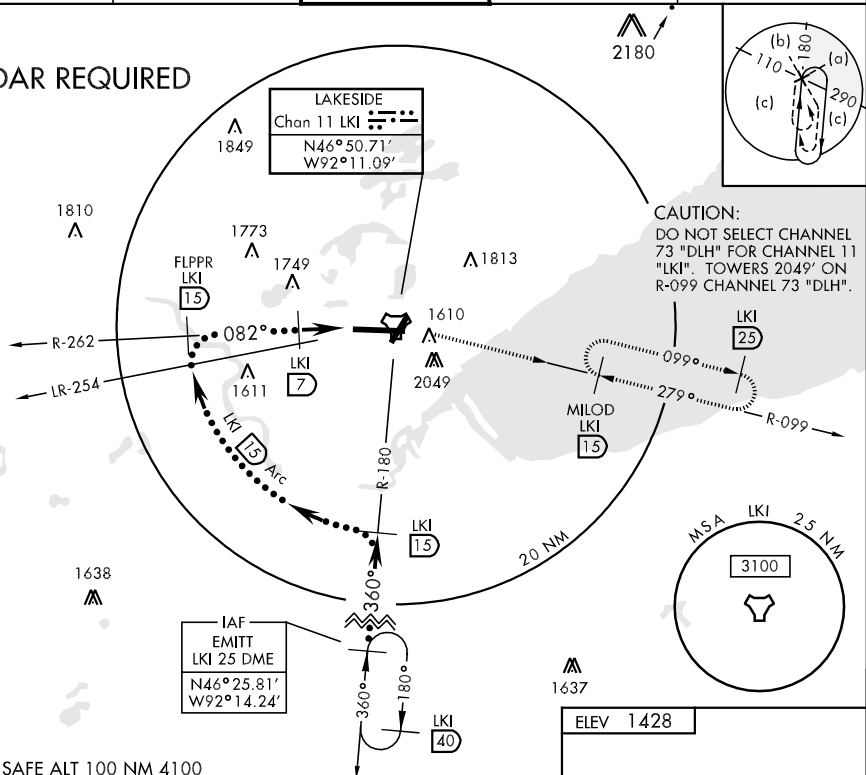 2180
(b)
180
(a)
110
290
(c)
(c)
DAR REQUIRED
LAKESIDE
Chan 11 LKI
N46° 50.71'
W92° 11.09'
1849
1810
1773
1749
1813
CAUTION:
DO NOT SELECT CHANNEL
73 "DLH" FOR CHANNEL 11
"LKI". TOWERS 2049' ON
R-099 CHANNEL 73 "DLH".
FLPPR
LKI
15
R-262
082°
LKI
7
LR-254
1611
1610
2049
LKI
25
099°
279°
MILOD
LKI
15
R-099
LKI 15 Arc
R-180
LKI
15
20 NM
MSA LKI 25 NM
3100
1638
360°
IAF
EMITT
LKI 25 DME
N46° 25.81'
W92° 14.24'
360°
180°
LKI
40
1637
ELEV 1428
SAFE ALT 100 NM 4100